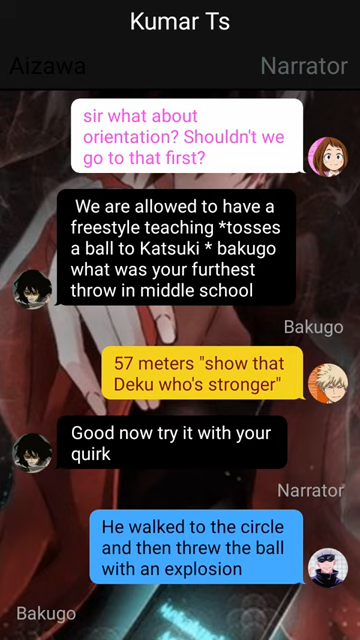 Kumar Ts
Aizawa
Narrator
sir what about
orientation? Shouldn't we
go to that first?
We are allowed to have a
freestyle teaching *tosses
a ball to Katsuki * bakugo
what was your furthest
throw in middle school
Bakugo
57 meters "show that
Deku who's stronger"
Good now try it with your
quirk
Narrator
He walked to the circle
and then threw the ball
with an explosion
Bakugo